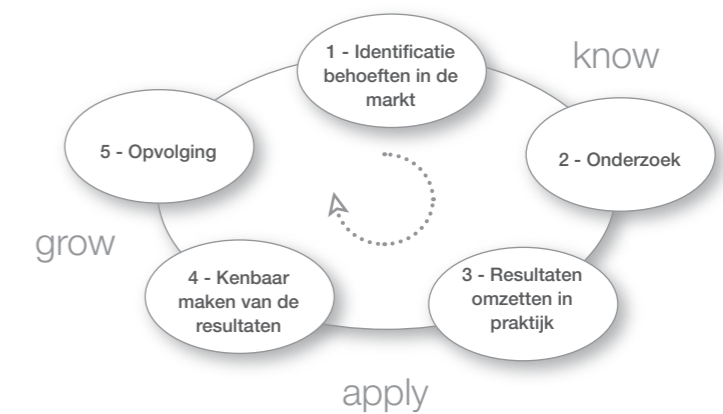 1 - Identificatie
behoeften in de
markt
know
2 - Onderzoek
3 - Resultaten
omzetten in
praktijk
apply
4 - Kenbaar
maken van de
resultaten
grow
5 - Opvolging